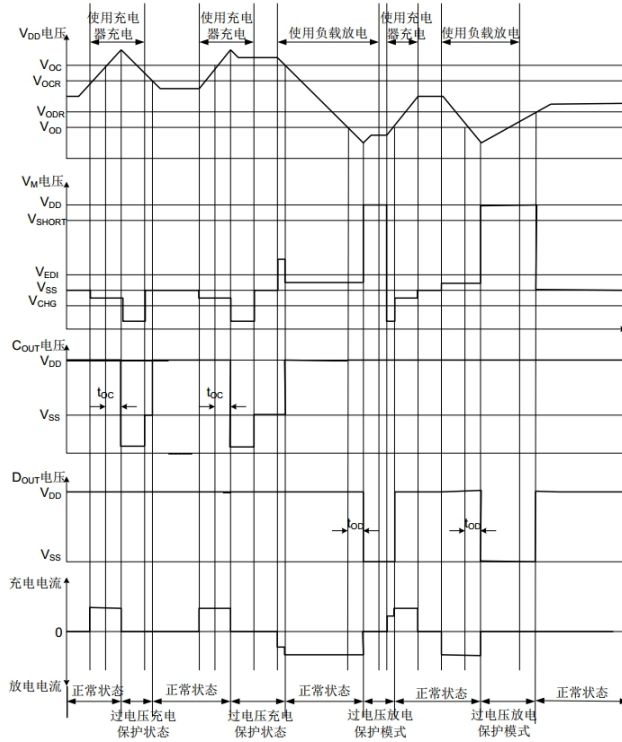 使用充电
器充电
使用充电
器充电
使用负载放电
使用充电
器充电
使用负载放电
VDD电压
VOC
VOCR
VODR
VOD
VM电压
VDD
VSHORT
VEDI
VSS
VCHG
COUT电压
VDD
tOC
tOC
VSS
DOUT电压
VDD
tOD
tOD
VSS
充电电流
0
放电电流
正常状态
正常状态
正常状态
正常状态
正常状态
过电压充电
保护状态
过电压充电
保护状态
过电压放电
保护模式
过电压放电
保护模式